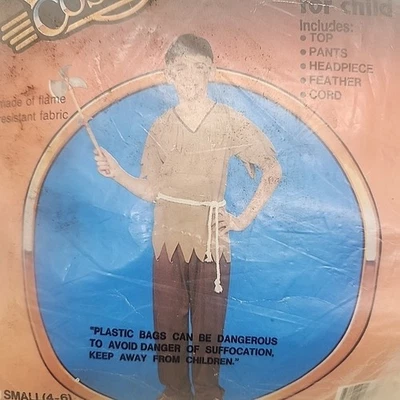 COS
for child
Includes:
• TOP
• PANTS
• HEADPIECE
• FEATHER
• CORD
made of flame
resistant fabric
"PLASTIC BAGS CAN BE DANGEROUS
TO AVOID DANGER OF SUFFOCATION,
KEEP AWAY FROM CHILDREN."
SMALL (4-6)